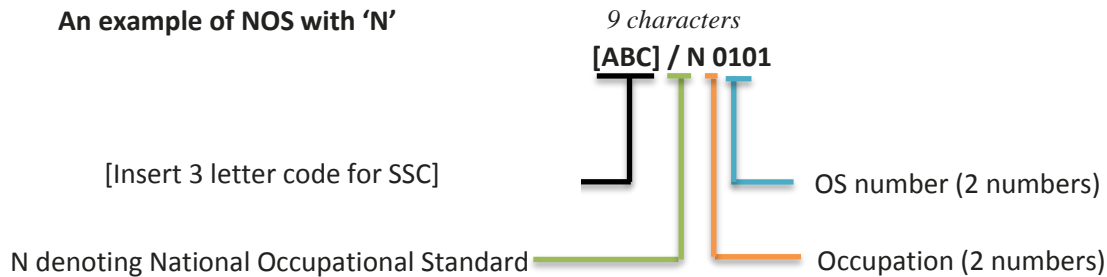 An example of NOS with ‘N’
9 characters
[ABC] / N 0101
[Insert 3 letter code for SSC]
OS number (2 numbers)
N denoting National Occupational Standard
Occupation (2 numbers)